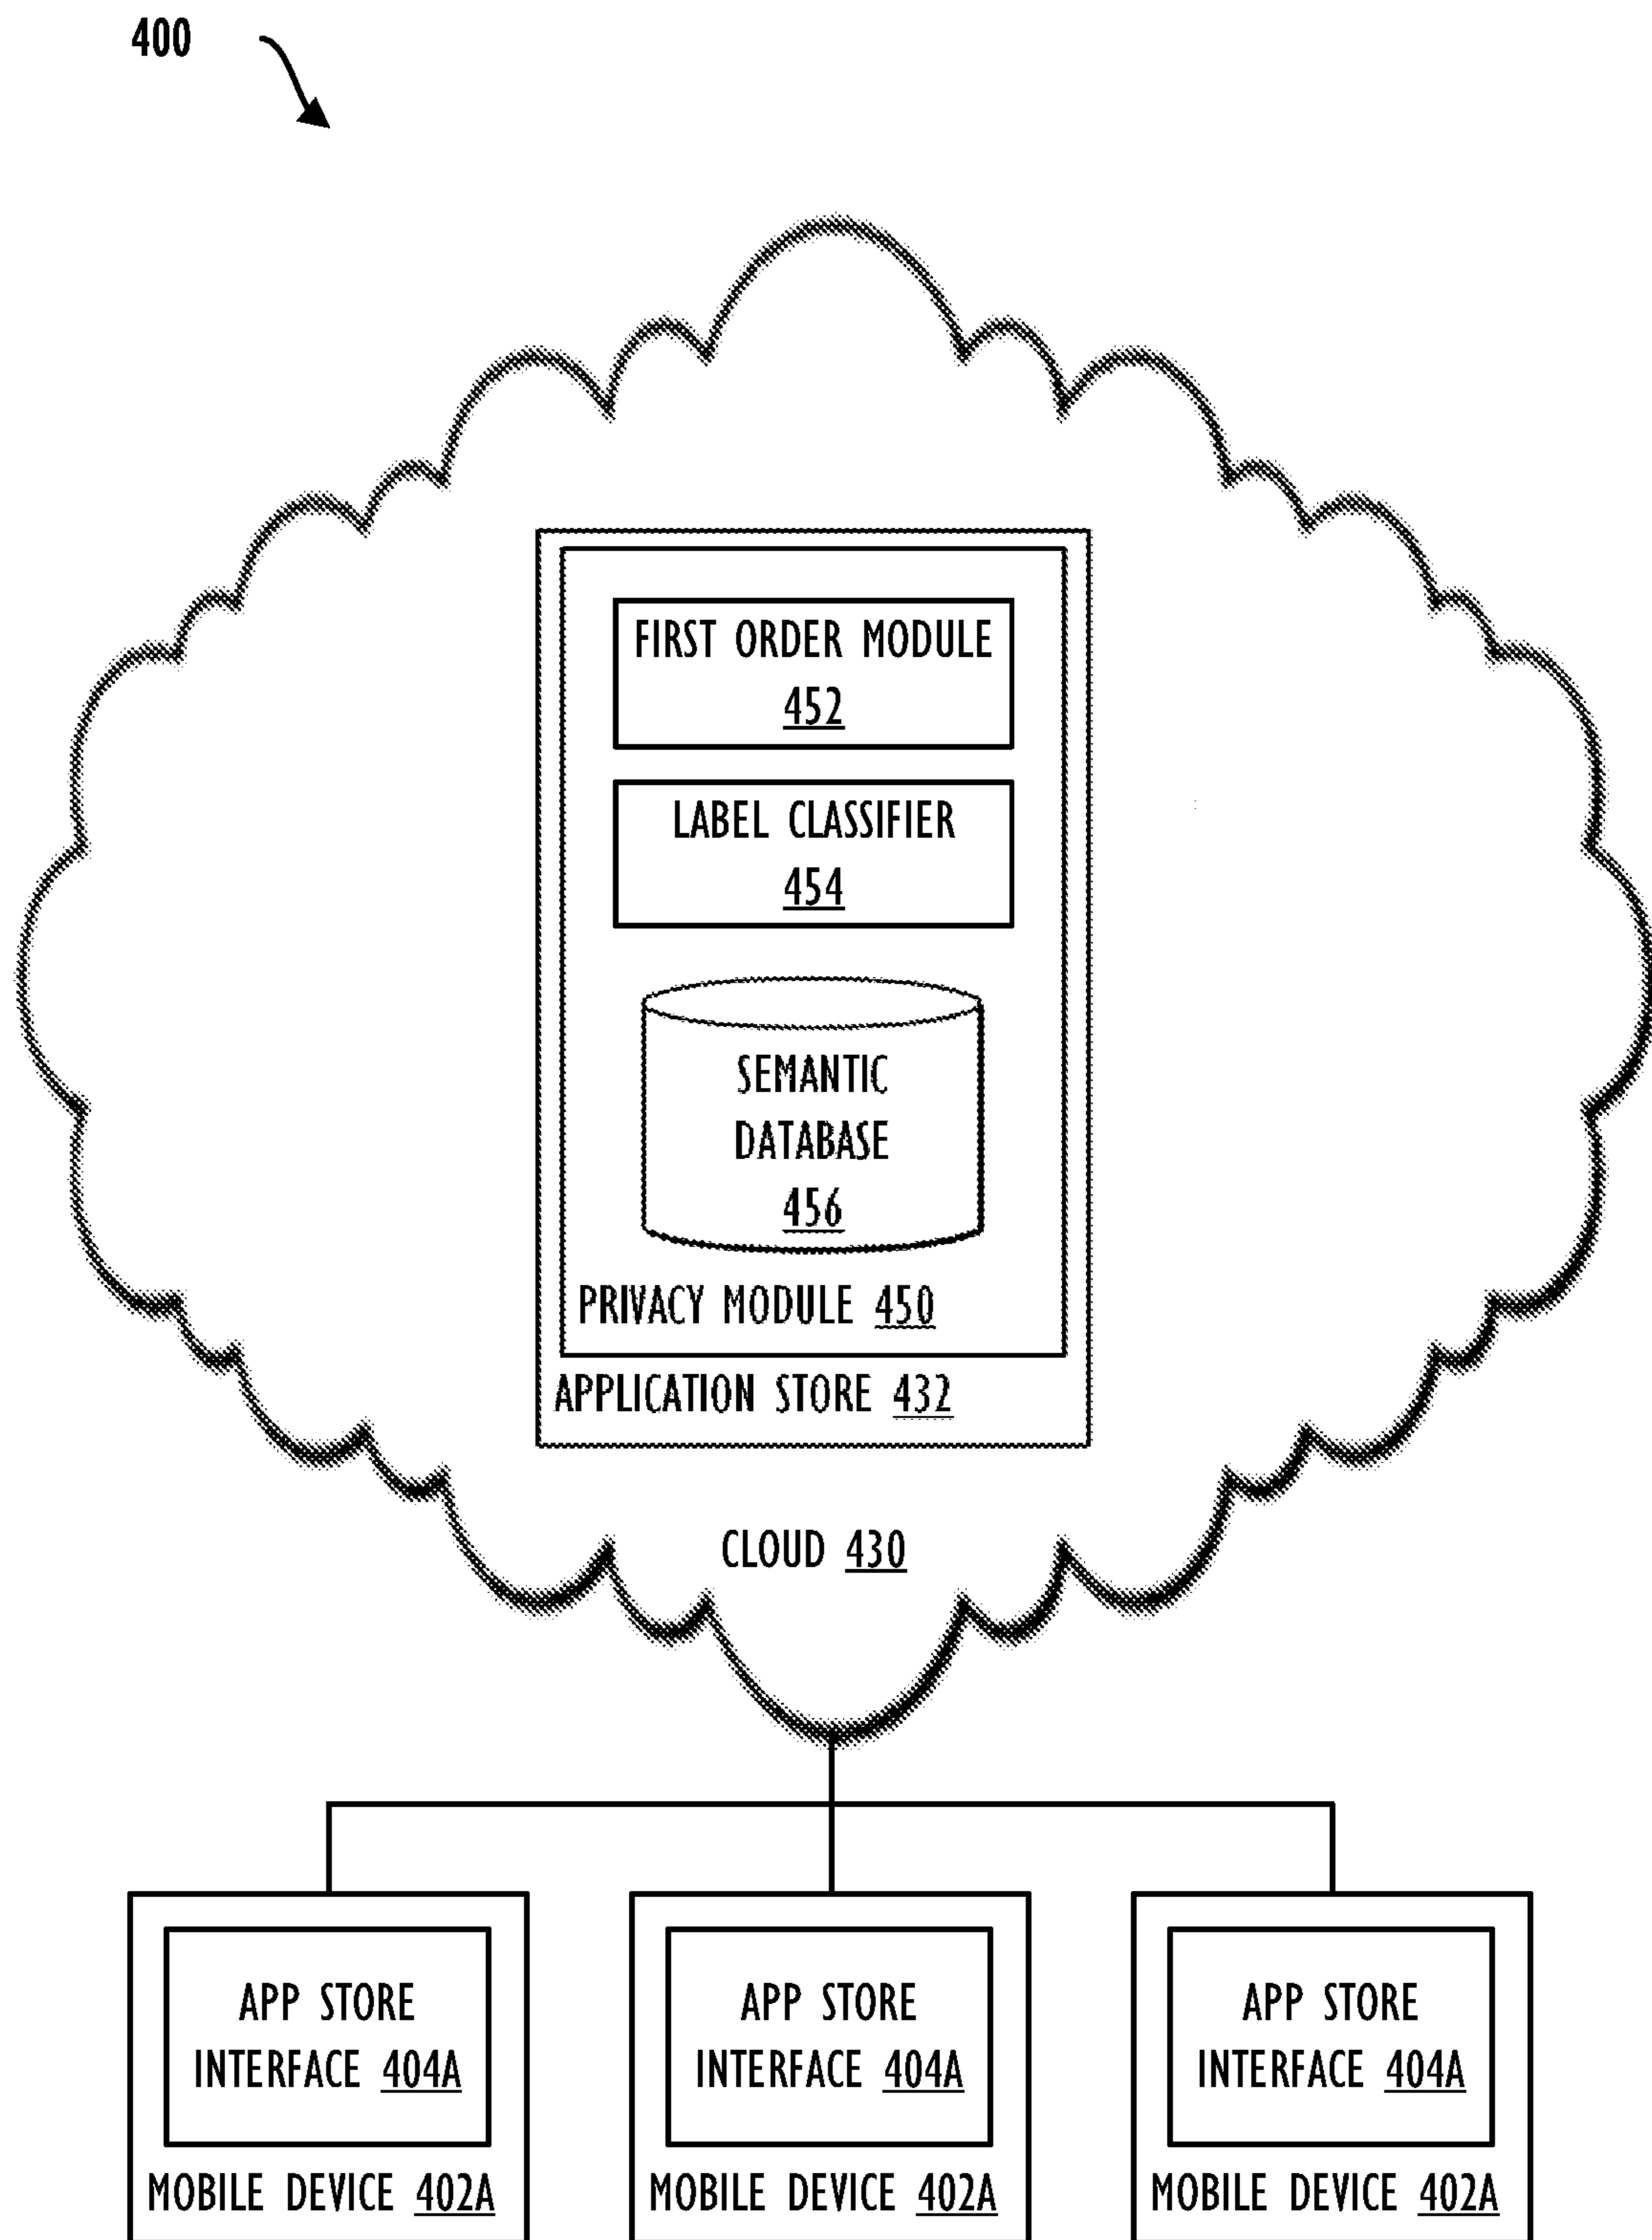 400
FIRST ORDER MODULE
452
LABEL CLASSIFIER
454
SEMANTIC
DATABASE
456
PRIVACY MODULE 450
APPLICATION STORE 432
CLOUD 430
APP STORE
INTERFACE 404A
MOBILE DEVICE 402A
APP STORE
INTERFACE 404A
MOBILE DEVICE 402A
APP STORE
INTERFACE 404A
MOBILE DEVICE 402A